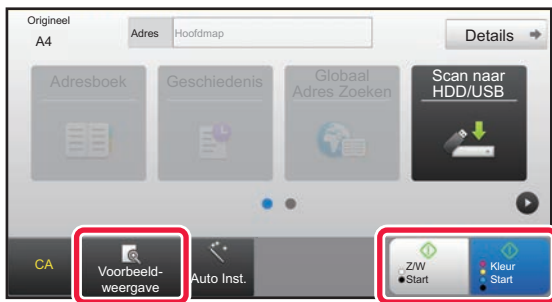 Origineel
A4
Adres
Hoofdmap
Details
Adresboek
Geschiedenis
Globaal
Adres Zoeken
Scan naar
HDD/USB
CA
Voorbeeld-
weergave
Auto Inst.
Z/W
Start
Kleur
Start